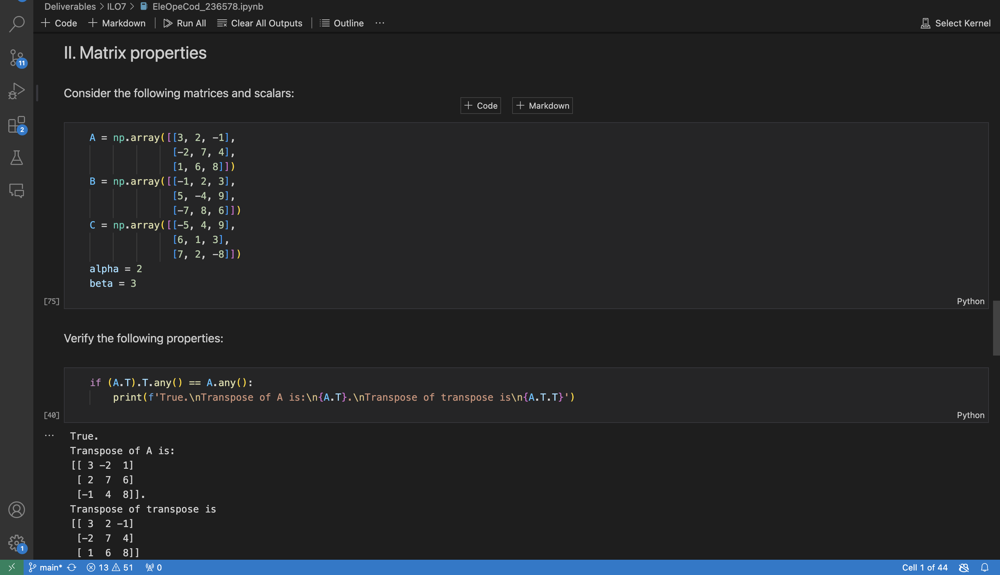 Deliverables > ILO7 > EleOpeCod_236578.ipynb
+ Code + Markdown | Run All Clear All Outputs | Outline ··· Select Kernel
11
2
II. Matrix properties
Consider the following matrices and scalars:
+ Code + Markdown
A = np.array([[3, 2, -1],
[-2, 7, 4],
[1, 6, 8]])
B = np.array([[-1, 2, 3],
[5, -4, 9],
[-7, 8, 6]])
C = np.array([[-5, 4, 9],
[6, 1, 3],
[7, 2, -8]])
alpha = 2
beta = 3
[75] Python
Verify the following properties:
if (A.T).T.any() == A.any():
print(f'True.\nTranspose of A is:\n{A.T}.\nTranspose of transpose is\n{A.T.T}')
[40] Python
··· True.
Transpose of A is:
[[ 3 -2  1]
[ 2  7  6]
[-1  4  8]].
Transpose of transpose is
[[ 3  2 -1]
[-2  7  4]
[ 1  6  8]]
1
main* 13 51 0 Cell 1 of 44